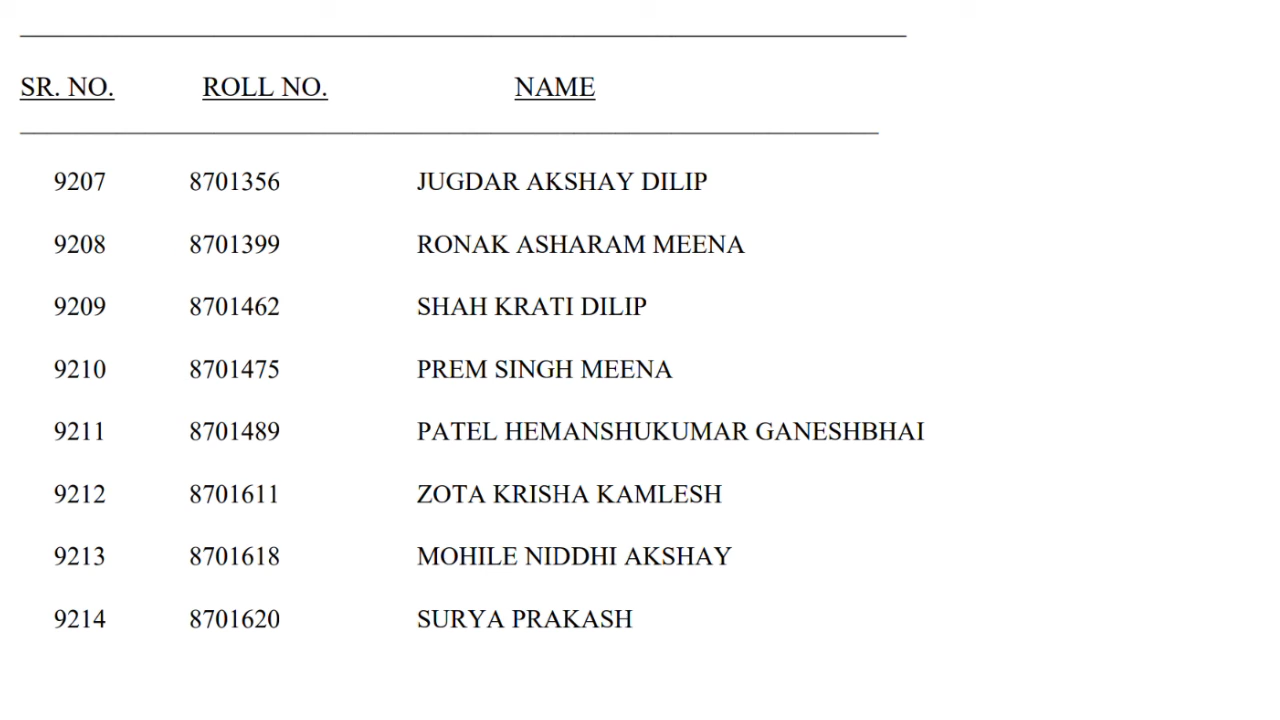 SR. NO. ROLL NO. NAME
9207 8701356 JUGDAR AKSHAY DILIP
9208 8701399 RONAK ASHARAM MEENA
9209 8701462 SHAH KRATI DILIP
9210 8701475 PREM SINGH MEENA
9211 8701489 PATEL HEMANSHUKUMAR GANESHBHAI
9212 8701611 ZOTA KRISHA KAMLESH
9213 8701618 MOHILE NIDDHI AKSHAY
9214 8701620 SURYA PRAKASH